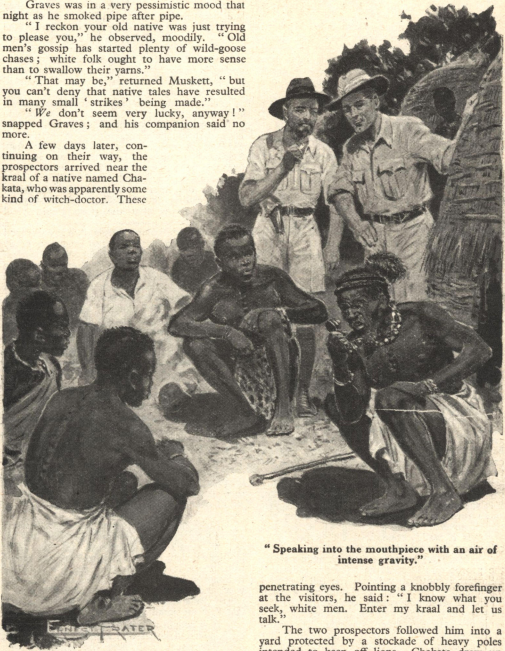 Graves was in a very pessimistic mood that
night as he smoked pipe after pipe.
“ I reckon your old native was just trying
to please you,” he observed, moodily. “ Old
men's gossip has started plenty of wild-goose
chases ; white folk ought to have more sense
than to swallow their yarns.”
“ That may be,” returned Muskett, “ but
you can't deny that native tales have resulted
in many small ‘ strikes ’ being made.”
“ We don't seem very lucky, anyway ! ”
snapped Graves ; and his companion said no
more.
A few days later, con-
tinuing on their way, the
prospectors arrived near the
kraal of a native named Cha-
kata, who was apparently some
kind of witch-doctor. These
“ Speaking into the mouthpiece with an air of
intense gravity.”
penetrating eyes. Pointing a knobbly forefinger
at the visitors, he said : “ I know what you
seek, white men. Enter my kraal and let us
talk.”
The two prospectors followed him into a
yard protected by a stockade of heavy poles
intended to keep off lions. Chakata